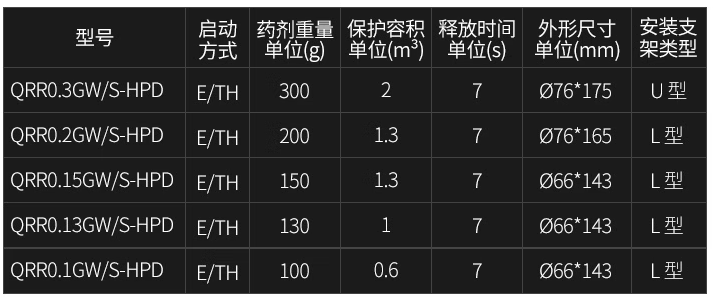 型号 启动方式 药剂重量单位(g) 保护容积单位(m³) 释放时间单位(s) 外形尺寸单位(mm) 安装支架类型
QRR0.3GW/S-HPD E/TH 300 2 7 Ø76*175 U 型
QRR0.2GW/S-HPD E/TH 200 1.3 7 Ø76*165 L 型
QRR0.15GW/S-HPD E/TH 150 1.3 7 Ø66*143 L 型
QRR0.13GW/S-HPD E/TH 130 1 7 Ø66*143 L 型
QRR0.1GW/S-HPD E/TH 100 0.6 7 Ø66*143 L 型